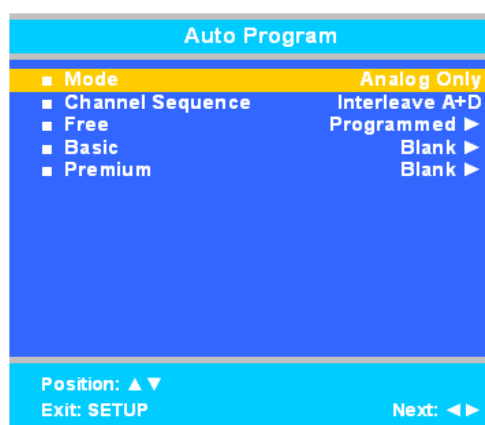 Auto Program
■ Mode Analog Only
■ Channel Sequence Interleave A+D
■ Free Programmed ►
■ Basic Blank ►
■ Premium Blank ►
Position: ▲▼
Exit: SETUP Next: ◄►